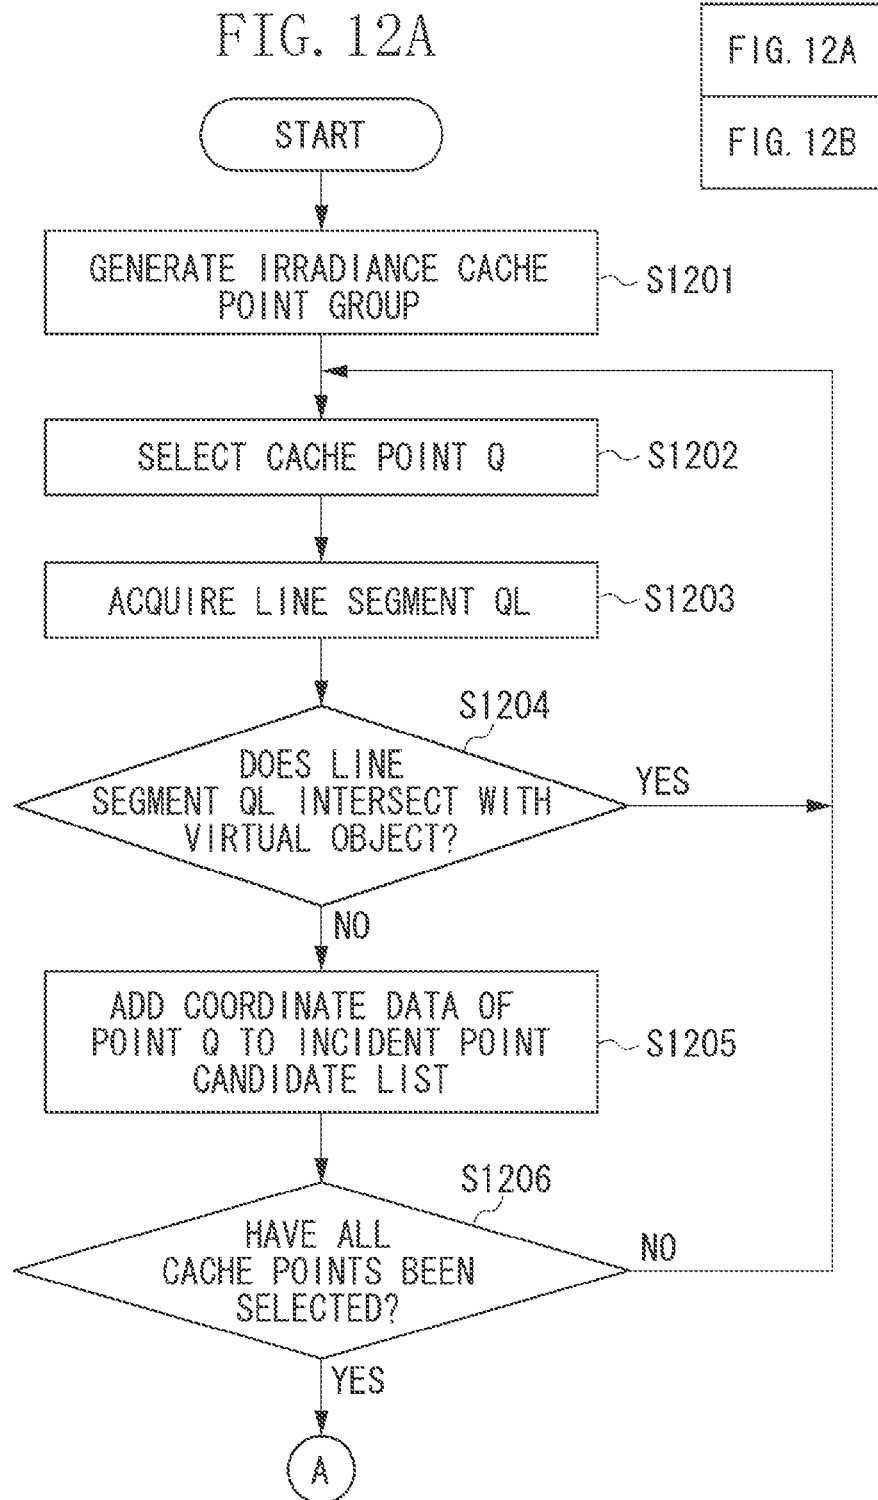 FIG. 12A
FIG. 12A
FIG. 12B
START
GENERATE IRRADIANCE CACHE
POINT GROUP
S1201
SELECT CACHE POINT Q
S1202
ACQUIRE LINE SEGMENT QL
S1203
S1204
DOES LINE
SEGMENT QL INTERSECT WITH
VIRTUAL OBJECT?
YES
NO
ADD COORDINATE DATA OF
POINT Q TO INCIDENT POINT
CANDIDATE LIST
S1205
S1206
HAVE ALL
CACHE POINTS BEEN
SELECTED?
NO
YES
A